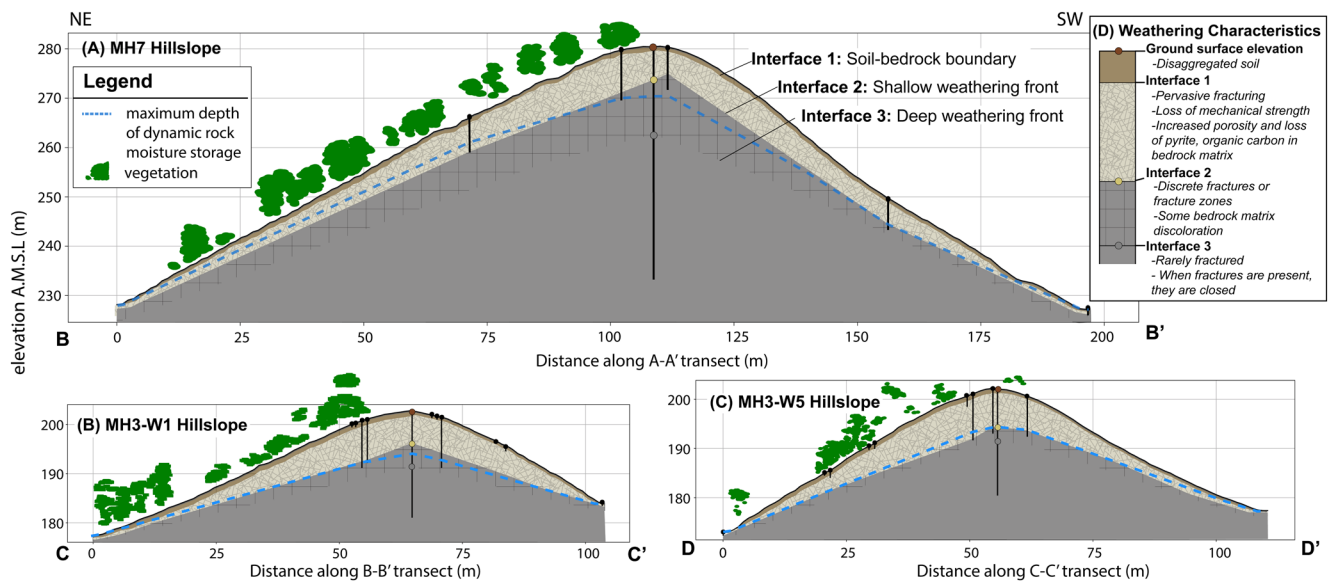 NE
SW
(A) MH7 Hillslope
Legend
maximum depth
of dynamic rock
moisture storage
vegetation
Interface 1: Soil-bedrock boundary
Interface 2: Shallow weathering front
Interface 3: Deep weathering front
(D) Weathering Characteristics
Ground surface elevation
-Disaggregated soil
Interface 1
-Pervasive fracturing
-Loss of mechanical strength
-Increased porosity and loss
of pyrite, organic carbon in
bedrock matrix
Interface 2
-Discrete fractures or
fracture zones
-Some bedrock matrix
discoloration
Interface 3
-Rarely fractured
- When fractures are present,
they are closed
elevation A.M.S.L (m)
280
270
260
250
240
230
B
0
25
50
75
100
125
150
175
200
B'
Distance along A-A' transect (m)
(B) MH3-W1 Hillslope
200
190
180
C
0
25
50
75
100
C'
Distance along B-B' transect (m)
(C) MH3-W5 Hillslope
200
190
180
D
0
25
50
75
100
D'
Distance along C-C' transect (m)